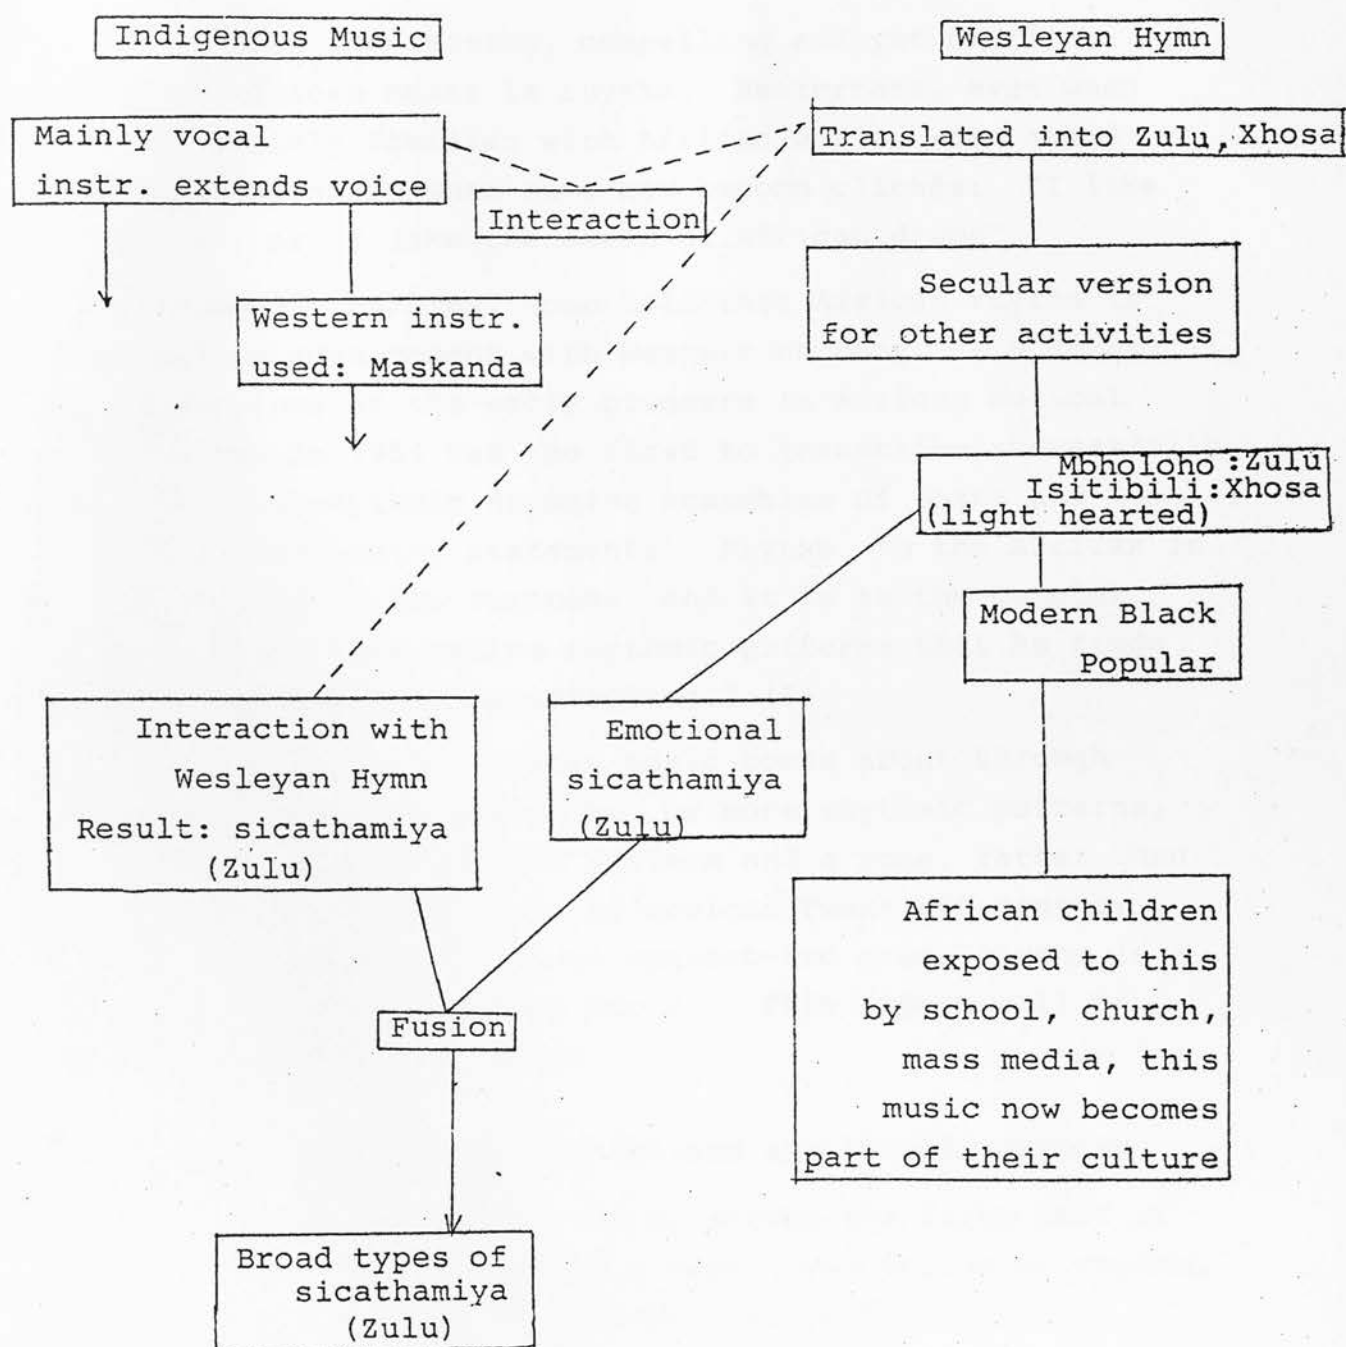 Indigenous Music
Wesleyan Hymn
Mainly vocal
instr. extends voice
Translated into Zulu, Xhosa
Interaction
Secular version
for other activities
Western instr.
used: Maskanda
Mbholoho :Zulu
Isitibili:Xhosa
(light hearted)
Modern Black
Popular
Interaction with
Wesleyan Hymn
Result: sicathamiya
(Zulu)
Emotional
sicathamiya
(Zulu)
African children
exposed to this
by school, church,
mass media, this
music now becomes
part of their culture
Fusion
Broad types of
sicathamiya
(Zulu)